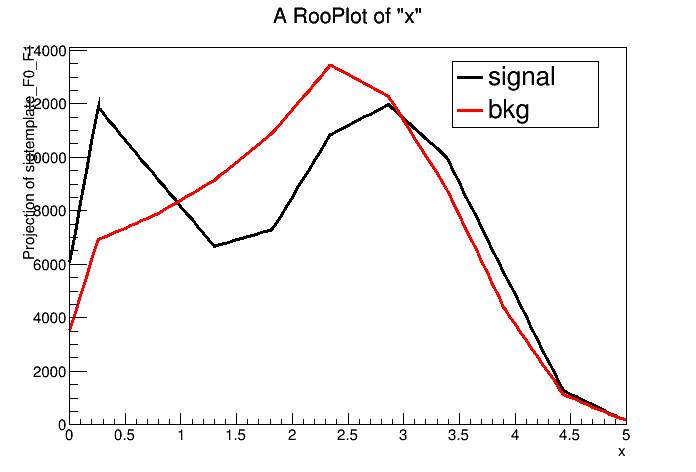 A RooPlot of "x"
Projection of sigtemplate_F0_F1
14000
12000
10000
8000
6000
4000
2000
0
signal
bkg
0 0.5 1 1.5 2 2.5 3 3.5 4 4.5 5
x